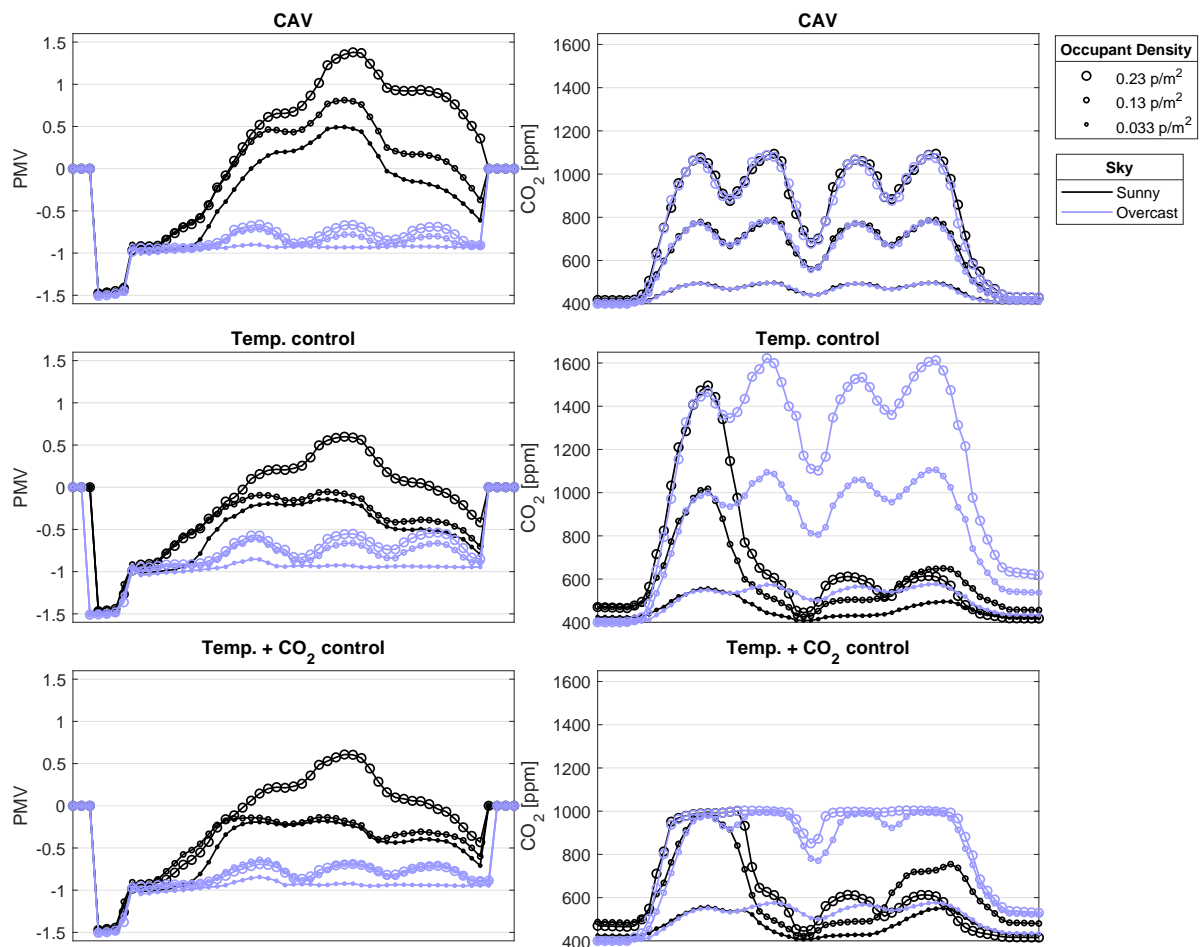 CAV
1.5
1
0.5
0
-0.5
-1
-1.5
PMV
CAV
1600
1400
1200
1000
800
600
400
CO2 [ppm]
Occupant Density
0.23 p/m2
0.13 p/m2
0.033 p/m2
Sky
Sunny
Overcast
Temp. control
1.5
1
0.5
0
-0.5
-1
-1.5
PMV
Temp. control
1600
1400
1200
1000
800
600
400
CO2 [ppm]
Temp. + CO2 control
1.5
1
0.5
0
-0.5
-1
-1.5
PMV
Temp. + CO2 control
1600
1400
1200
1000
800
600
400
CO2 [ppm]